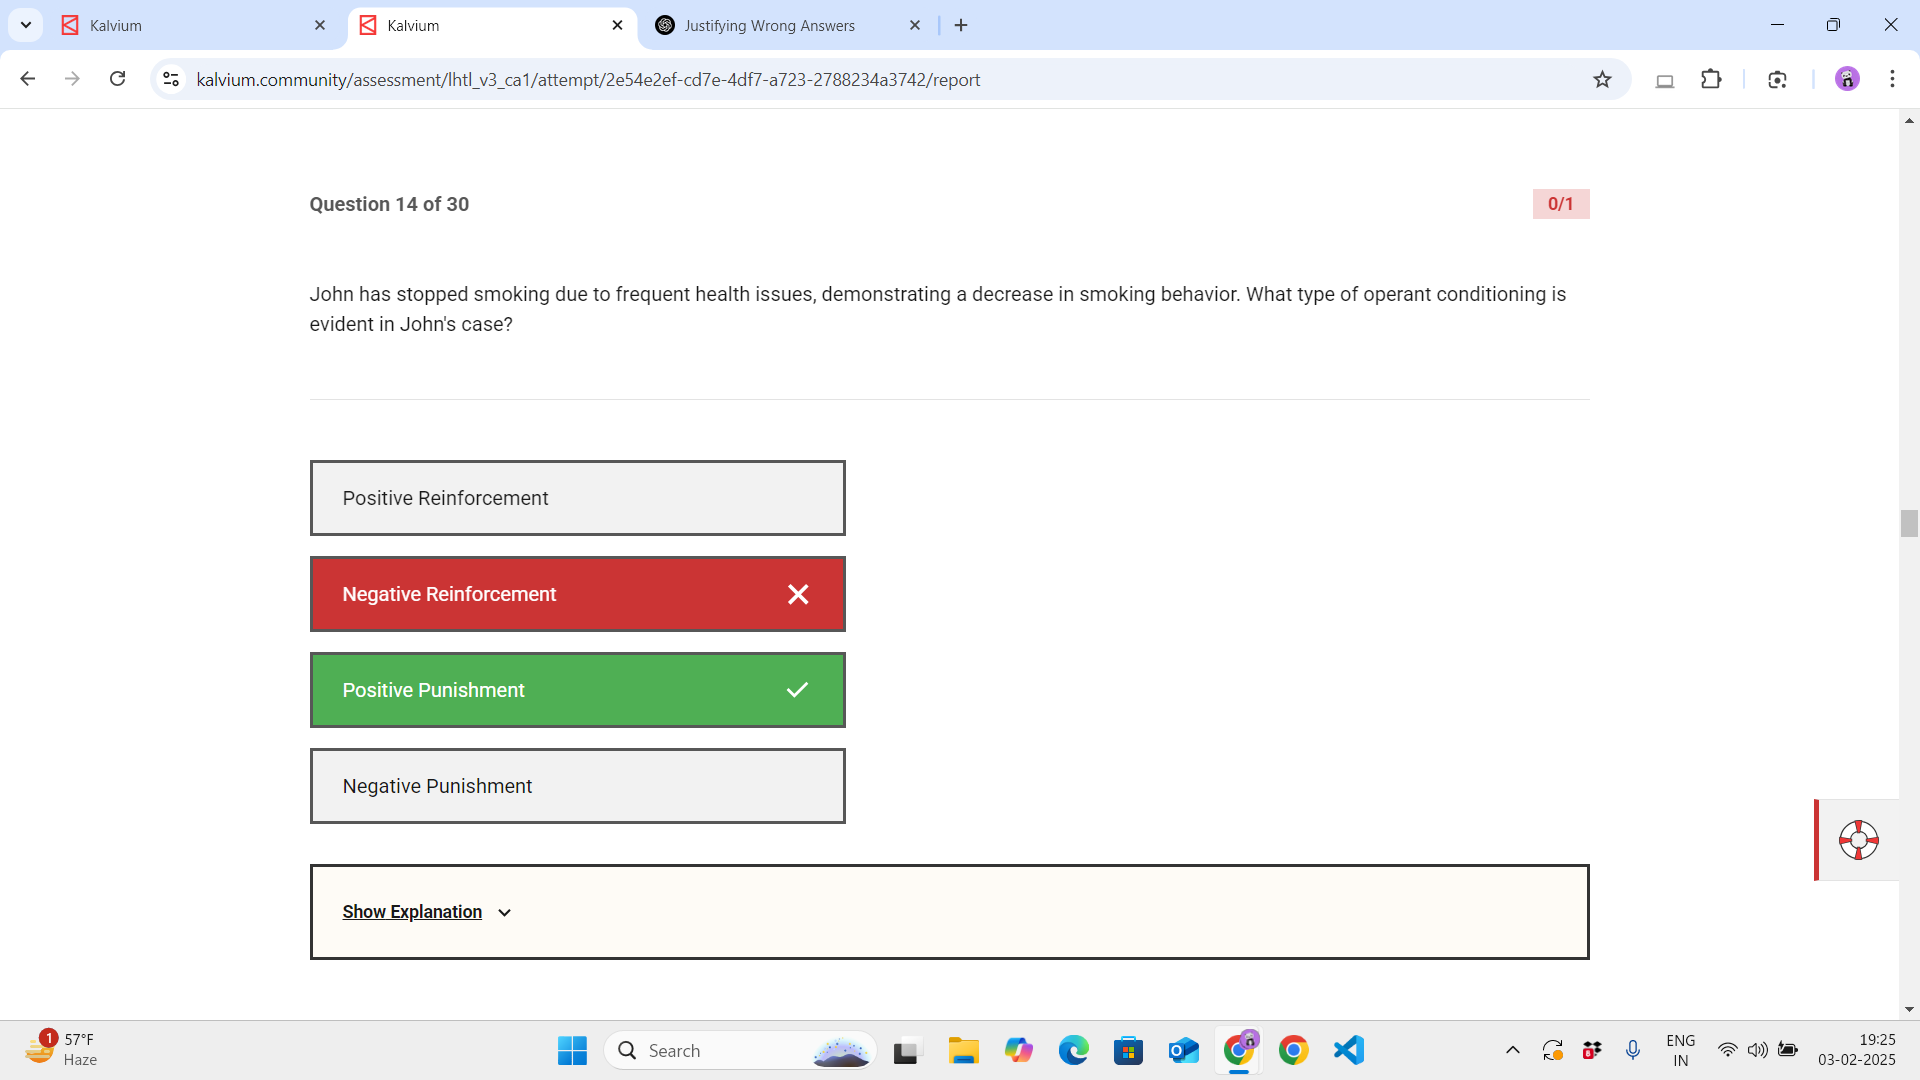 Kalvium
Kalvium
Justifying Wrong Answers
kalvium.community/assessment/lhtl_v3_ca1/attempt/2e54e2ef-cd7e-4df7-a723-2788234a3742/report
Question 14 of 30
0/1
John has stopped smoking due to frequent health issues, demonstrating a decrease in smoking behavior. What type of operant conditioning is
evident in John's case?
Positive Reinforcement
Negative Reinforcement
Positive Punishment
Negative Punishment
Show Explanation
1
57°F
Haze
Search
8
ENG
IN
19:25
03-02-2025